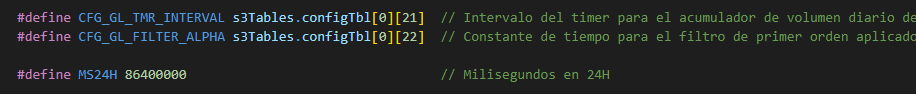 #define CFG_GL_TMR_INTERVAL s3Tables.configTbl[0][21] // Intervalo del timer para el acumulador de volumen diario de
#define CFG_GL_FILTER_ALPHA s3Tables.configTbl[0][22] // Constante de tiempo para el filtro de primer orden aplicado
#define MS24H 86400000 // Milisegundos en 24H